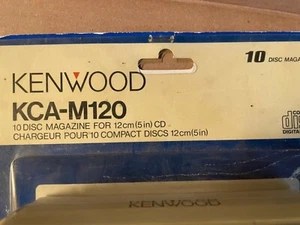 10 DISC MAGA
KENWOOD
KCA-M120
10 DISC MAGAZINE FOR 12cm(5in) CD
CHARGEUR POUR 10 COMPACT DISCS 12cm(5in)
KENWOOD